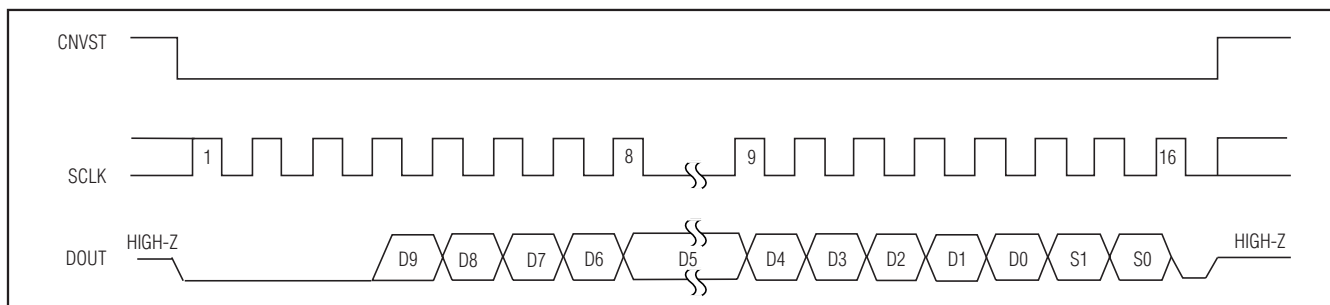 CNVST
SCLK
1
8
9
16
DOUT
HIGH-Z
D9
D8
D7
D6
D5
D4
D3
D2
D1
D0
S1
S0
HIGH-Z